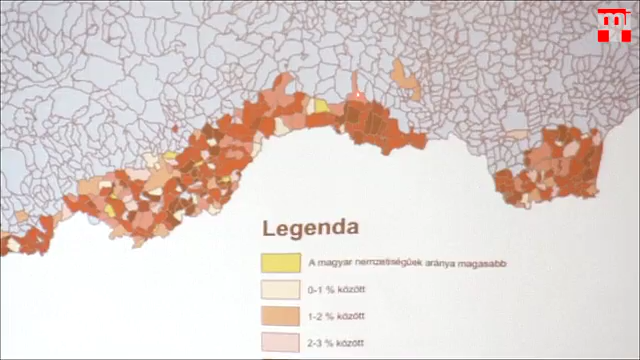 Legenda
A magyar nemzetiségűek aránya magasabb
0-1 % között
1-2 % között
2-3 % között